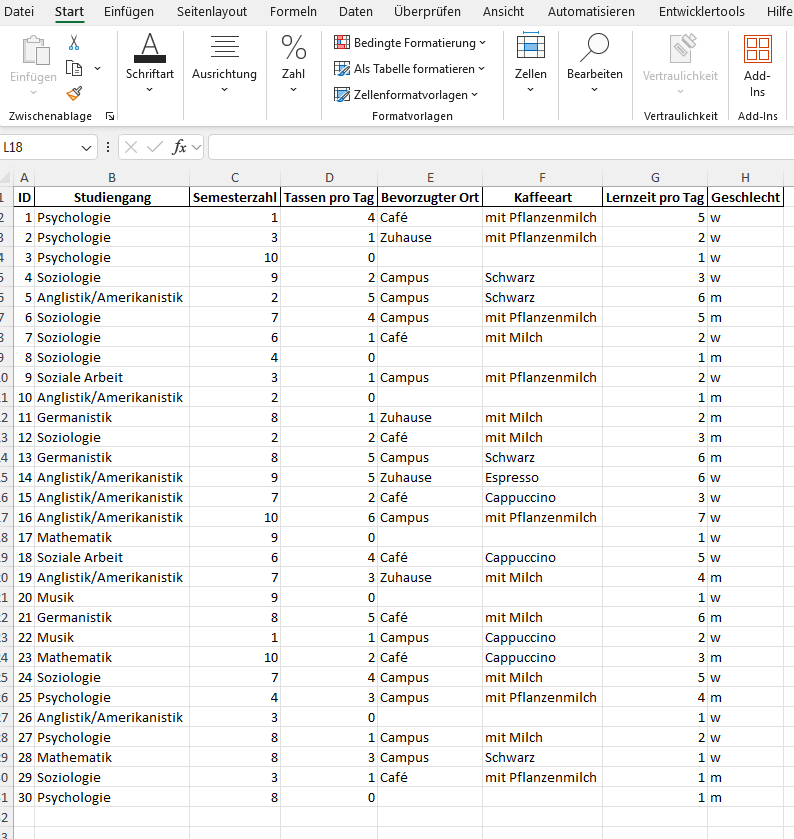 Datei Start Einfügen Seitenlayout Formeln Daten Überprüfen Ansicht Automatisieren Entwicklertools Hilfe
Einfügen
Zwischenablage
Schriftart
Ausrichtung
%
Zahl
Bedingte Formatierung
Als Tabelle formatieren
Zellenformatvorlagen
Formatvorlagen
Zellen
Bearbeiten
Vertraulichkeit
Vertraulichkeit
Add-
Ins
Add-Ins
L18 fx
A B C D E F G H
ID Studiengang Semesterzahl Tassen pro Tag Bevorzugter Ort Kaffeeart Lernzeit pro Tag Geschlecht
1 Psychologie 1 4 Café mit Pflanzenmilch 5 w
2 Psychologie 3 1 Zuhause mit Pflanzenmilch 2 w
3 Psychologie 10 0 1 w
4 Soziologie 9 2 Campus Schwarz 3 w
5 Anglistik/Amerikanistik 2 5 Campus Schwarz 6 m
6 Soziologie 7 4 Campus mit Pflanzenmilch 5 m
7 Soziologie 6 1 Café mit Milch 2 w
8 Soziologie 4 0 1 m
9 Soziale Arbeit 3 1 Campus mit Pflanzenmilch 2 w
10 Anglistik/Amerikanistik 2 0 1 m
11 Germanistik 8 1 Zuhause mit Milch 2 m
12 Soziologie 2 2 Café mit Milch 3 m
13 Germanistik 8 5 Campus Schwarz 6 m
14 Anglistik/Amerikanistik 9 5 Zuhause Espresso 6 w
15 Anglistik/Amerikanistik 7 2 Café Cappuccino 3 w
16 Anglistik/Amerikanistik 10 6 Campus mit Pflanzenmilch 7 w
17 Mathematik 9 0 1 w
18 Soziale Arbeit 6 4 Café Cappuccino 5 w
19 Anglistik/Amerikanistik 7 3 Zuhause mit Milch 4 m
20 Musik 9 0 1 w
21 Germanistik 8 5 Café mit Milch 6 m
22 Musik 1 1 Campus Cappuccino 2 w
23 Mathematik 10 2 Café Cappuccino 3 m
24 Soziologie 7 4 Campus mit Milch 5 w
25 Psychologie 4 3 Campus mit Pflanzenmilch 4 m
26 Anglistik/Amerikanistik 3 0 1 w
27 Psychologie 8 1 Campus mit Milch 2 w
28 Mathematik 8 3 Campus Schwarz 1 w
29 Soziologie 3 1 Café mit Pflanzenmilch 1 m
30 Psychologie 8 0 1 m